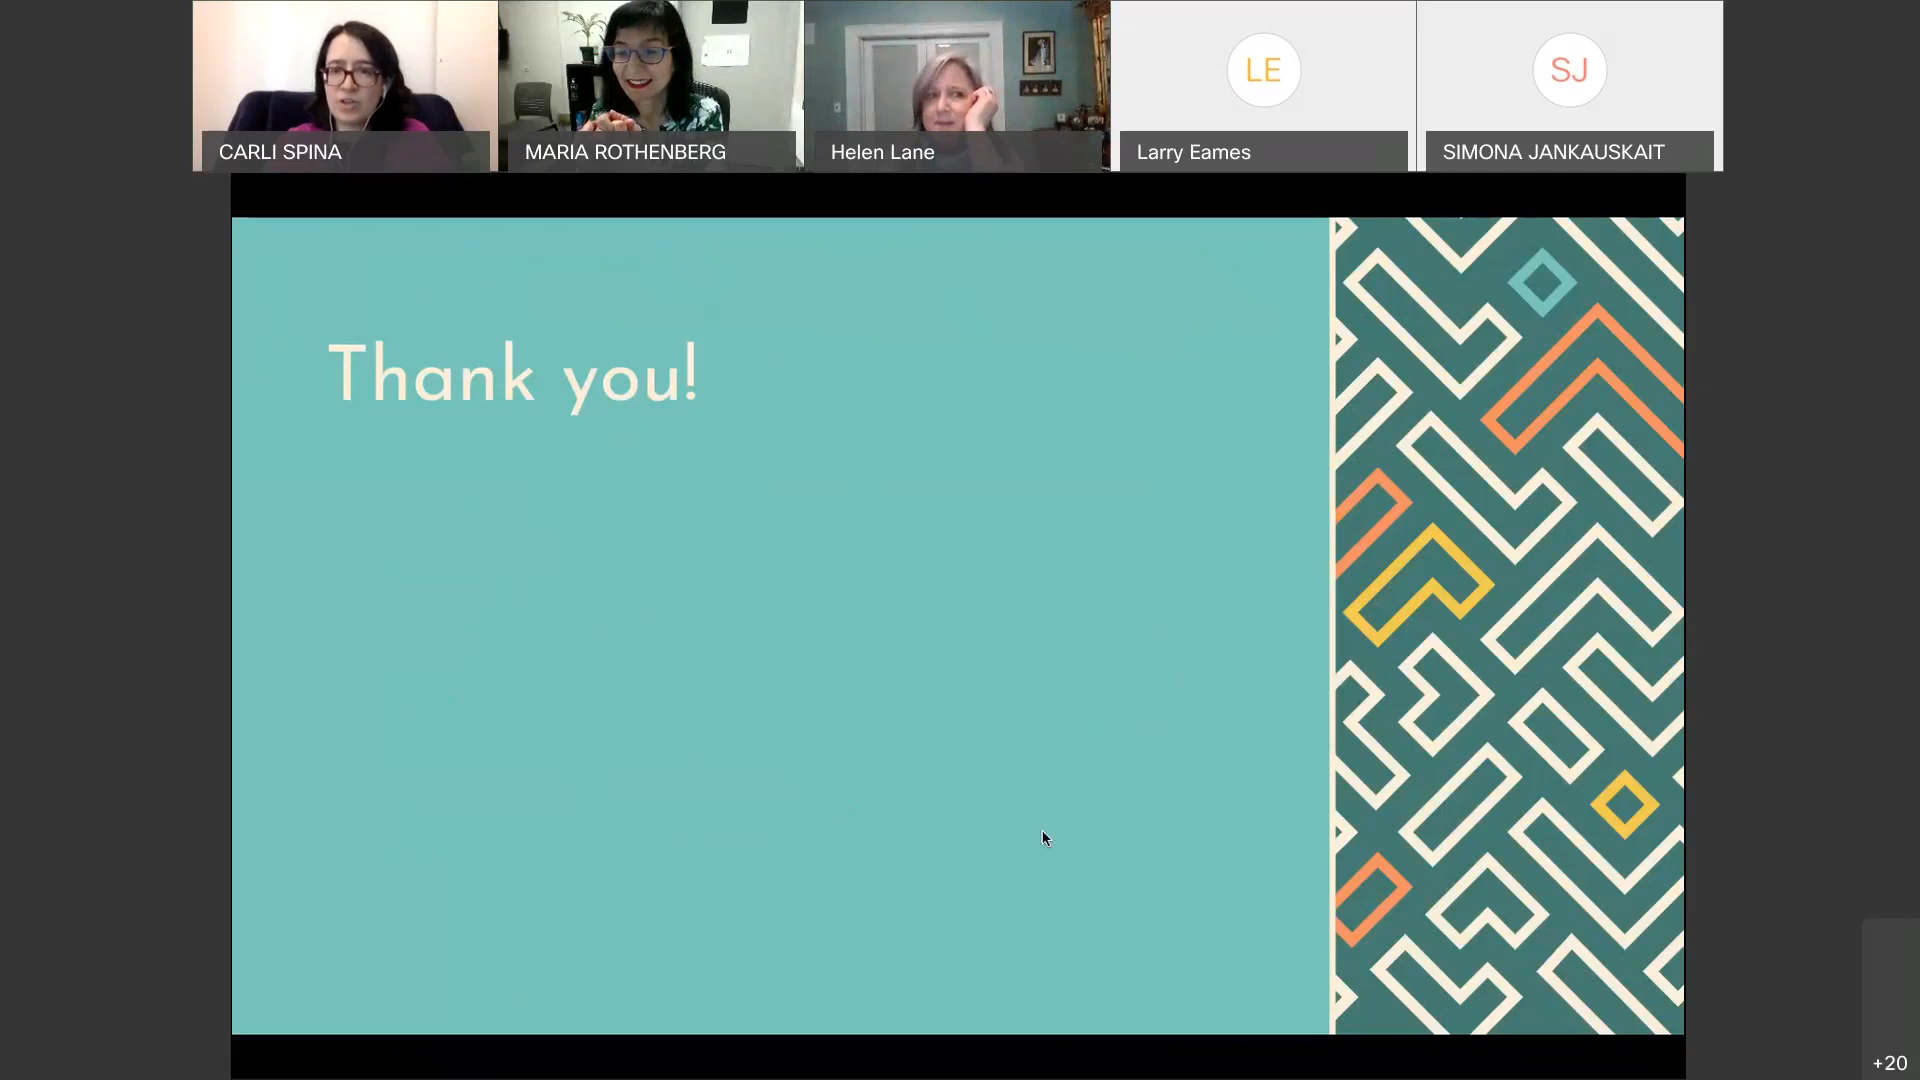 CARLI SPINA
MARIA ROTHENBERG
Helen Lane
LE
Larry Eames
SJ
SIMONA JANKAUSKAIT
Thank you!
+20